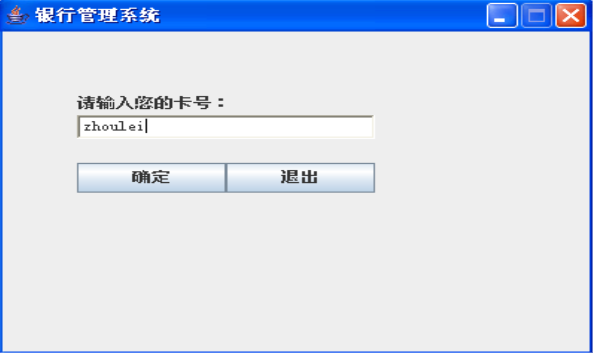 银行管理系统
请输入您的卡号：
zhoulei
确定
退出